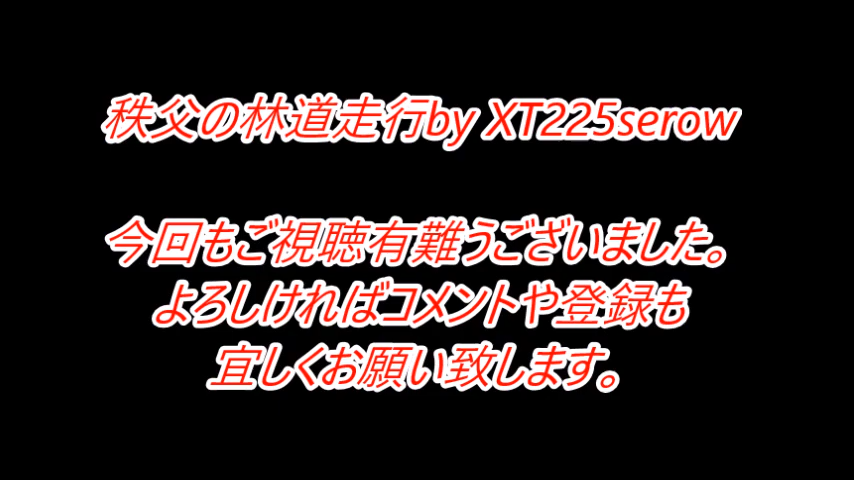 秩父の林道走行by XT225serow
今回もご視聴有難うございました。
よろしければコメントや登録も
宜しくお願い致します。